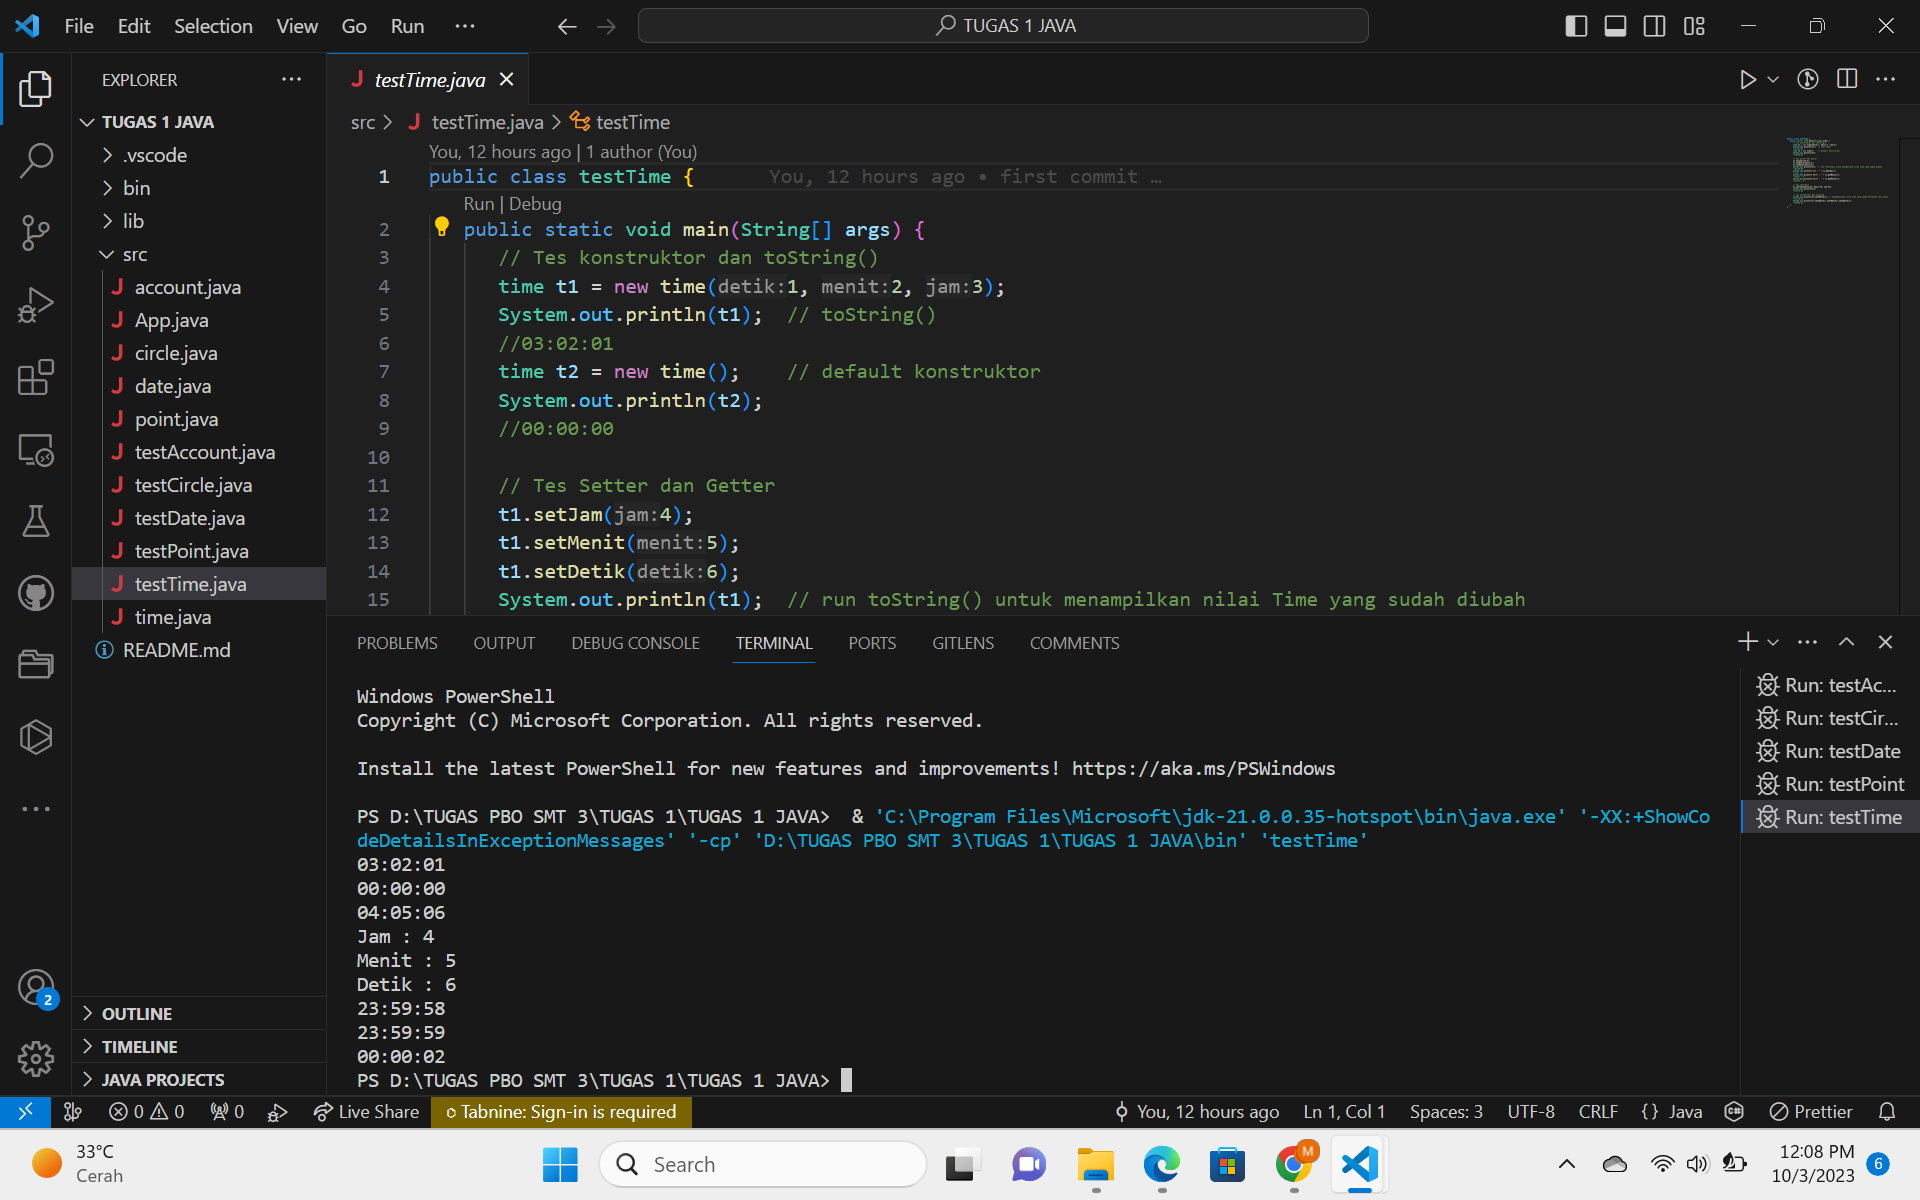 File Edit Selection View Go Run ···
TUGAS 1 JAVA
EXPLORER
TUGAS 1 JAVA
.vscode
bin
lib
src
account.java
App.java
circle.java
date.java
point.java
testAccount.java
testCircle.java
testDate.java
testPoint.java
testTime.java
time.java
README.md
OUTLINE
TIMELINE
JAVA PROJECTS
2
testTime.java
src > testTime.java > testTime
You, 12 hours ago | 1 author (You)
1 public class testTime { You, 12 hours ago • first commit …
Run | Debug
2 public static void main(String[] args) {
3 // Tes konstruktor dan toString()
4 time t1 = new time(detik:1, menit:2, jam:3);
5 System.out.println(t1); // toString()
6 //03:02:01
7 time t2 = new time(); // default konstruktor
8 System.out.println(t2);
9 //00:00:00
10
11 // Tes Setter dan Getter
12 t1.setJam(jam:4);
13 t1.setMenit(menit:5);
14 t1.setDetik(detik:6);
15 System.out.println(t1); // run toString() untuk menampilkan nilai Time yang sudah diubah
PROBLEMS OUTPUT DEBUG CONSOLE TERMINAL PORTS GITLENS COMMENTS
Windows PowerShell
Copyright (C) Microsoft Corporation. All rights reserved.
Install the latest PowerShell for new features and improvements! https://aka.ms/PSWindows
PS D:\TUGAS PBO SMT 3\TUGAS 1\TUGAS 1 JAVA> & 'C:\Program Files\Microsoft\jdk-21.0.0.35-hotspot\bin\java.exe' '-XX:+ShowCo
deDetailsInExceptionMessages' '-cp' 'D:\TUGAS PBO SMT 3\TUGAS 1\TUGAS 1 JAVA\bin' 'testTime'
03:02:01
00:00:00
04:05:06
Jam : 4
Menit : 5
Detik : 6
23:59:58
23:59:59
00:00:02
PS D:\TUGAS PBO SMT 3\TUGAS 1\TUGAS 1 JAVA>
Run: testAc...
Run: testCir...
Run: testDate
Run: testPoint
Run: testTime
0 0 0 Live Share Tabnine: Sign-in is required You, 12 hours ago Ln 1, Col 1 Spaces: 3 UTF-8 CRLF {} Java Prettier
33°C
Cerah
Search
M
12:08 PM
10/3/2023
6